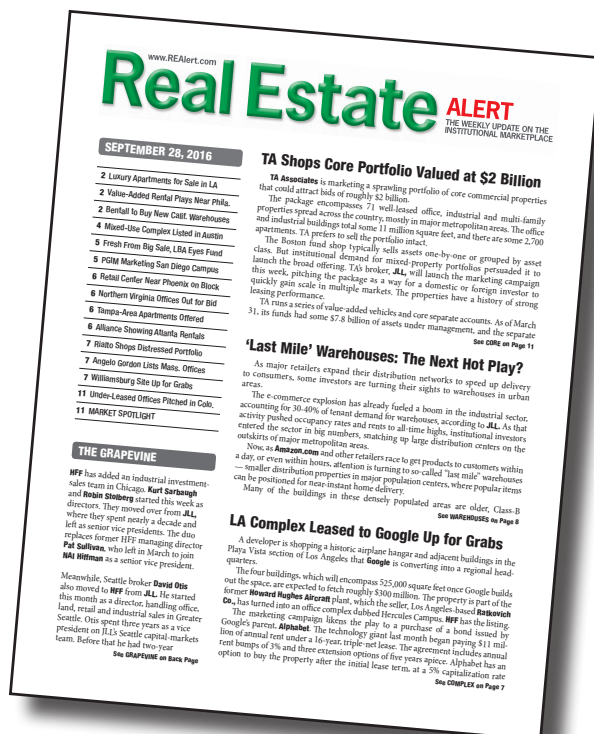 www.REAlert.com
Real Estate ALERT
THE WEEKLY UPDATE ON THE
INSTITUTIONAL MARKETPLACE
SEPTEMBER 28, 2016
2 Luxury Apartments for Sale in LA
2 Value-Added Rental Plays Near Phila.
2 Bentall to Buy New Calif. Warehouses
4 Mixed-Use Complex Listed in Austin
5 Fresh From Big Sale, LBA Eyes Fund
5 PGIM Marketing San Diego Campus
6 Retail Center Near Phoenix on Block
6 Northern Virginia Offices Out for Bid
6 Tampa-Area Apartments Offered
6 Alliance Showing Atlanta Rentals
7 Rialto Shops Distressed Portfolio
7 Angelo Gordon Lists Mass. Offices
7 Williamsburg Site Up for Grabs
11 Under-Leased Offices Pitched in Colo.
11 MARKET SPOTLIGHT
THE GRAPEVINE
HFF has added an industrial investment-
sales team in Chicago. Kurt Sarbaugh
and Robin Stolberg started this week as
directors. They moved over from JLL,
where they spent nearly a decade and
left as senior vice presidents. The duo
replaces former HFF managing director
Pat Sullivan, who left in March to join
NAI Hiffman as a senior vice president.
Meanwhile, Seattle broker David Otis
also moved to HFF from JLL. He started
this month as a director, handling office,
land, retail and industrial sales in Greater
Seattle. Otis spent three years as a vice
president on JLL's Seattle capital-markets
team. Before that he had two-year
See GRAPEVINE on Back Page
TA Shops Core Portfolio Valued at $2 Billion
TA Associates is marketing a sprawling portfolio of core commercial properties
that could attract bids of roughly $2 billion.
The package encompasses 71 well-leased office, industrial and multi-family
properties spread across the country, mostly in major metropolitan areas. The office
and industrial buildings total some 11 million square feet, and there are some 2,700
apartments. TA prefers to sell the portfolio intact.
The Boston fund shop typically sells assets one-by-one or grouped by asset
class. But institutional demand for mixed-property portfolios persuaded it to
launch the broad offering. TA's broker, JLL, will launch the marketing campaign
this week, pitching the package as a way for a domestic or foreign investor to
quickly gain scale in multiple markets. The properties have a history of strong
leasing performance.
TA runs a series of value-added vehicles and core separate accounts. As of March
31, its funds had some $7.8 billion of assets under management, and the separate
See CORE on Page 11
'Last Mile' Warehouses: The Next Hot Play?
As major retailers expand their distribution networks to speed up delivery
to consumers, some investors are turning their sights to warehouses in urban
areas.
The e-commerce explosion has already fueled a boom in the industrial sector,
accounting for 30-40% of tenant demand for warehouses, according to JLL. As that
activity pushed occupancy rates and rents to all-time highs, institutional investors
entered the sector in big numbers, snatching up large distribution centers on the
outskirts of major metropolitan areas.
Now, as Amazon.com and other retailers race to get products to customers within
a day, or even within hours, attention is turning to so-called "last mile" warehouses
— smaller distribution properties in major population centers, where popular items
can be positioned for near-instant home delivery.
Many of the buildings in these densely populated areas are older, Class-B
See WAREHOUSES on Page 8
LA Complex Leased to Google Up for Grabs
A developer is shopping a historic airplane hangar and adjacent buildings in the
Playa Vista section of Los Angeles that Google is converting into a regional head-
quarters.
The four buildings, which will encompass 525,000 square feet once Google builds
out the space, are expected to fetch roughly $300 million. The property is part of the
former Howard Hughes Aircraft plant, which the seller, Los Angeles-based Ratkovich
Co., has turned into an office complex dubbed Hercules Campus. HFF has the listing.
The marketing campaign likens the play to a purchase of a bond issued by
Google's parent, Alphabet. The technology giant last month began paying $11 mil-
lion of annual rent under a 16-year, triple-net lease. The agreement includes annual
rent bumps of 3% and three extension options of five years apiece. Alphabet has an
option to buy the property after the initial lease term, at a 5% capitalization rate
See COMPLEX on Page 7